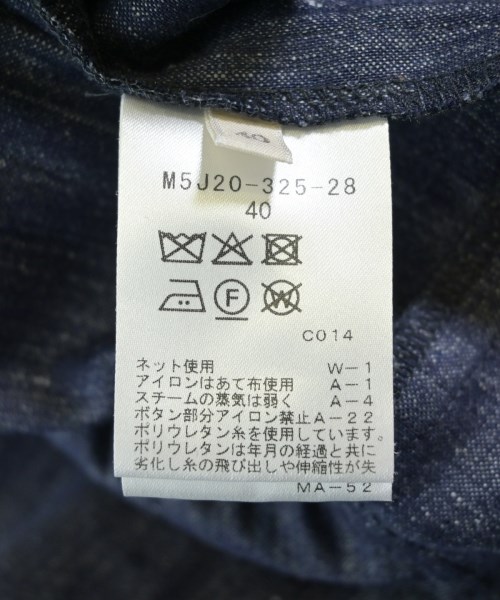 40
M5J20-325-28
40
F
W
C014
ネット使用 W-1
アイロンはあて布使用 A-1
スチームの蒸気は弱く A-4
ボタン部分アイロン禁止A-22
ポリウレタン糸を使用しています。
ポリウレタンは年月の経過と共に
劣化し糸の飛び出しや伸縮性が失
MA-52